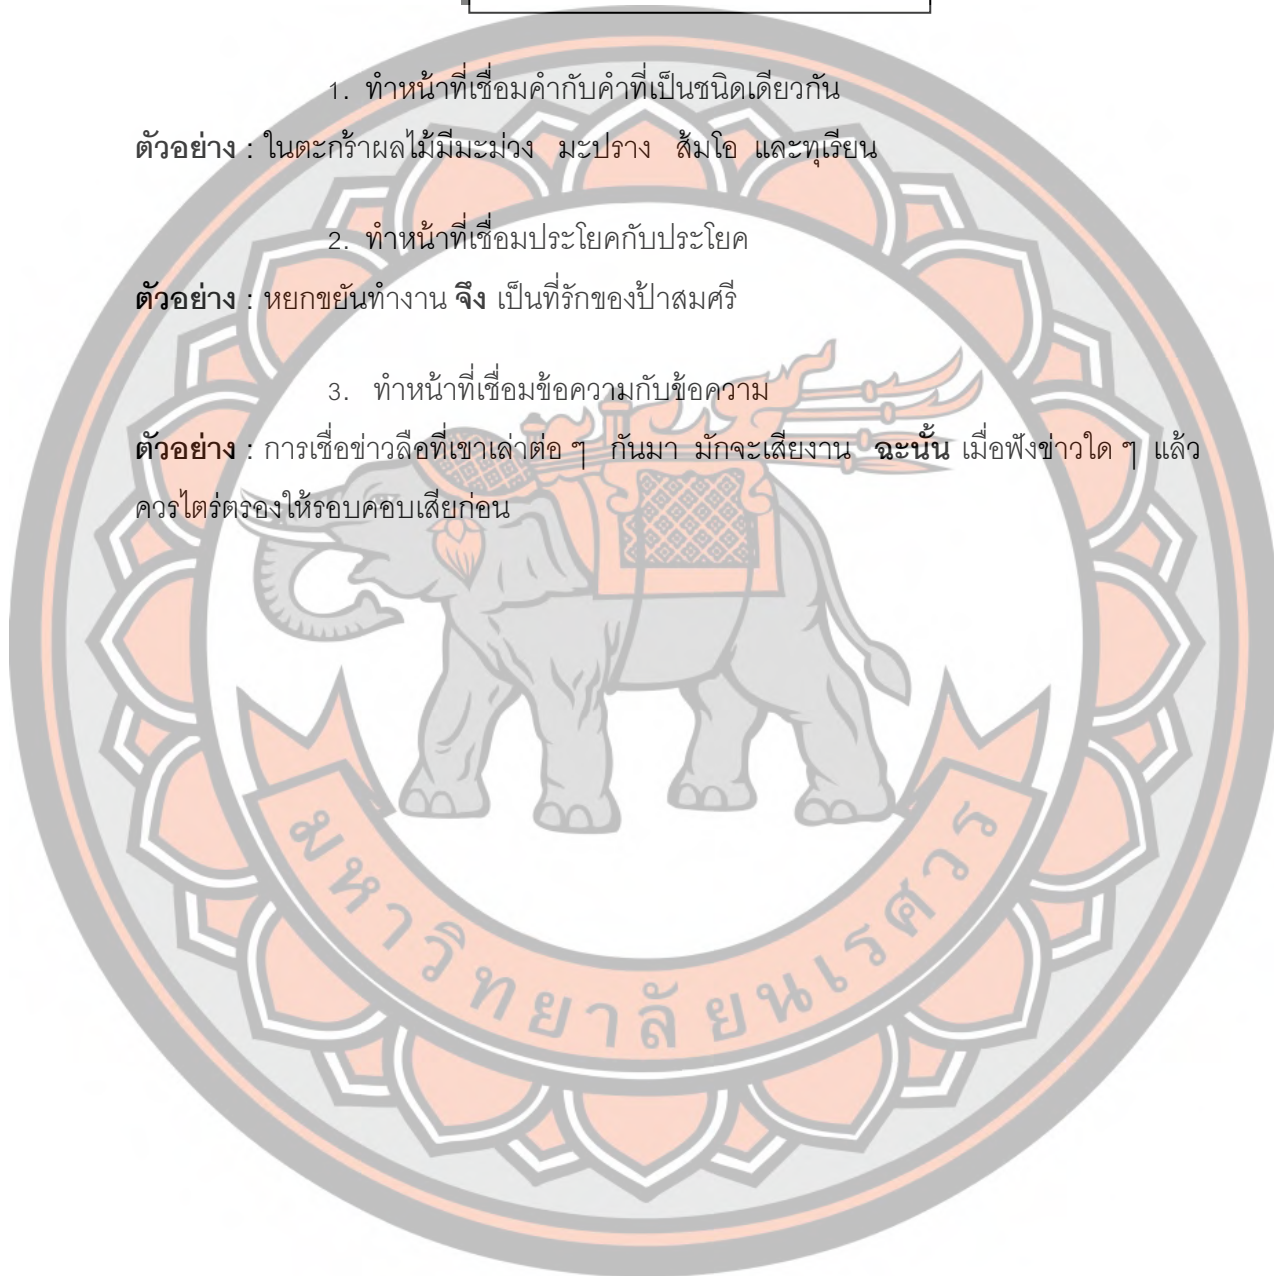 1. ทำหน้าที่เชื่อมคำกับคำที่เป็นชนิดเดียวกัน
ตัวอย่าง : ในตะกร้าผลไม้มีมะม่วง มะปราง ส้มโอ และทุเรียน
2. ทำหน้าที่เชื่อมประโยคกับประโยค
ตัวอย่าง : หยกขยันทำงาน จึง เป็นที่รักของป้าสมศรี
3. ทำหน้าที่เชื่อมข้อความกับข้อความ
ตัวอย่าง : การเชื่อข่าวลือที่เขาเล่าต่อ ๆ กันมา มักจะเสียงาน ฉะนั้น เมื่อฟังข่าวใด ๆ แล้ว
ควรไตร่ตรองให้รอบคอบเสียก่อน
มหาวิทยาลัยนเรศวร